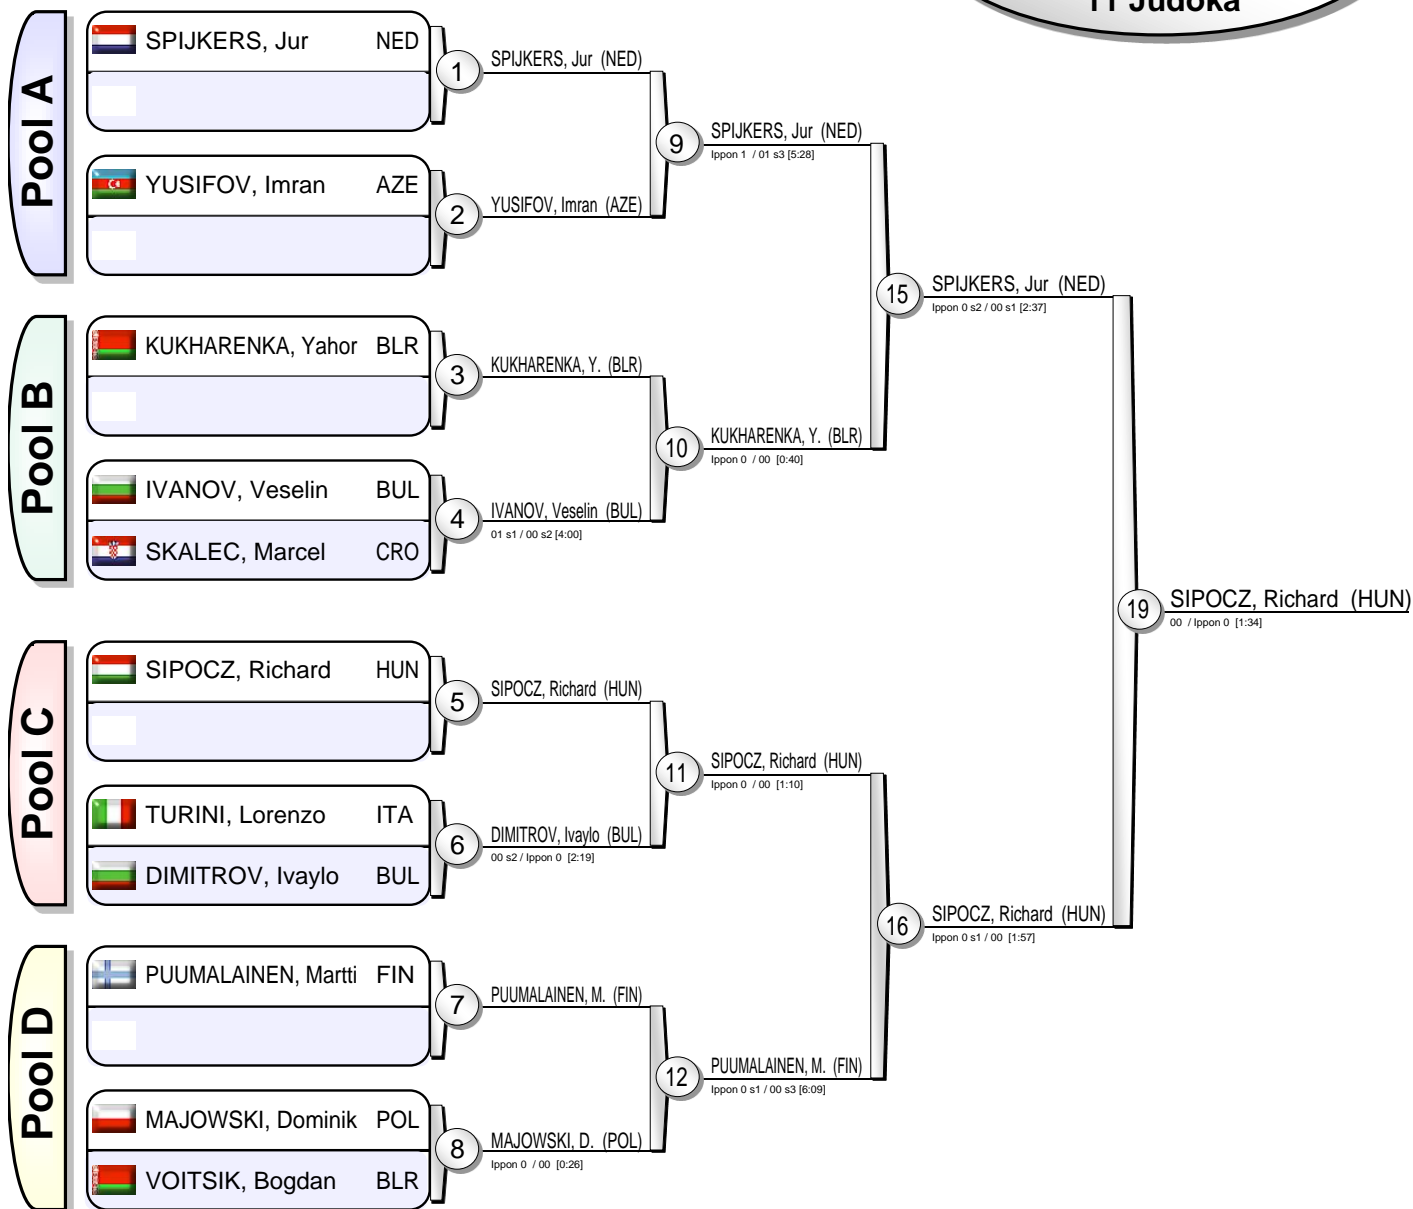 11 Judoka
Pool A
SPIJKERS, Jur NED
YUSIFOV, Imran AZE
Pool B
KUKHARENKA, Yahor BLR
IVANOV, Veselin BUL
SKALEC, Marcel CRO
Pool C
SIPOCZ, Richard HUN
TURINI, Lorenzo ITA
DIMITROV, Ivaylo BUL
Pool D
PUUMALAINEN, Martti FIN
MAJOWSKI, Dominik POL
VOITSIK, Bogdan BLR
1
SPIJKERS, Jur (NED)
2
YUSIFOV, Imran (AZE)
3
KUKHARENKA, Y. (BLR)
4
IVANOV, Veselin (BUL)
01 s1 / 00 s2 [4:00]
5
SIPOCZ, Richard (HUN)
6
DIMITROV, Ivaylo (BUL)
00 s2 / Ippon 0 [2:19]
7
PUUMALAINEN, M. (FIN)
8
MAJOWSKI, D. (POL)
Ippon 0 / 00 [0:26]
9
SPIJKERS, Jur (NED)
Ippon 1 / 01 s3 [5:28]
10
KUKHARENKA, Y. (BLR)
Ippon 0 / 00 [0:40]
11
SIPOCZ, Richard (HUN)
Ippon 0 / 00 [1:10]
12
PUUMALAINEN, M. (FIN)
Ippon 0 s1 / 00 s3 [6:09]
15
SPIJKERS, Jur (NED)
Ippon 0 s2 / 00 s1 [2:37]
16
SIPOCZ, Richard (HUN)
Ippon 0 s1 / 00 [1:57]
19
SIPOCZ, Richard (HUN)
00 / Ippon 0 [1:34]